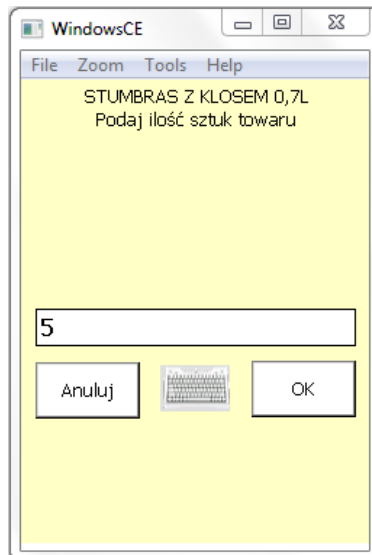 WindowsCE
File Zoom Tools Help
STUMBRAS Z KLOSEM 0,7L
Podaj ilość sztuk towaru
5
Anuluj OK